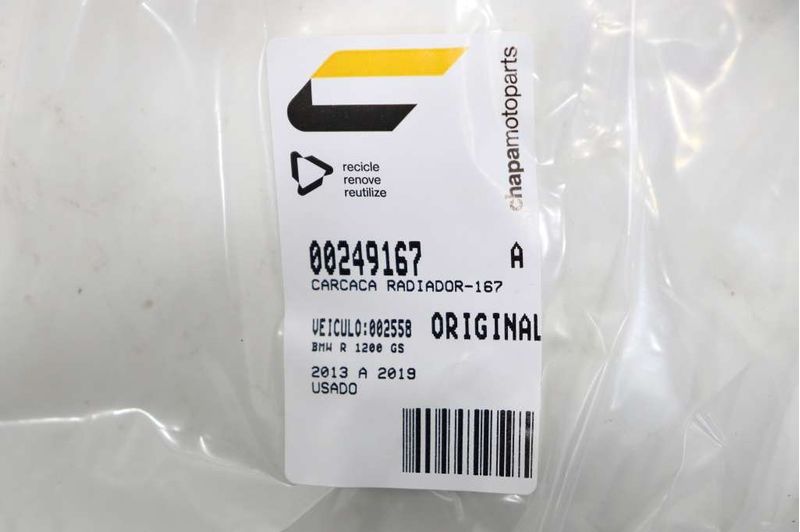 chapamotoparts
recicle
renove
reutilize
00249167 A
CARCACA RADIADOR-167
VEICULO:002558 ORIGINAL
BMW R 1200 GS
2013 A 2019
USADO